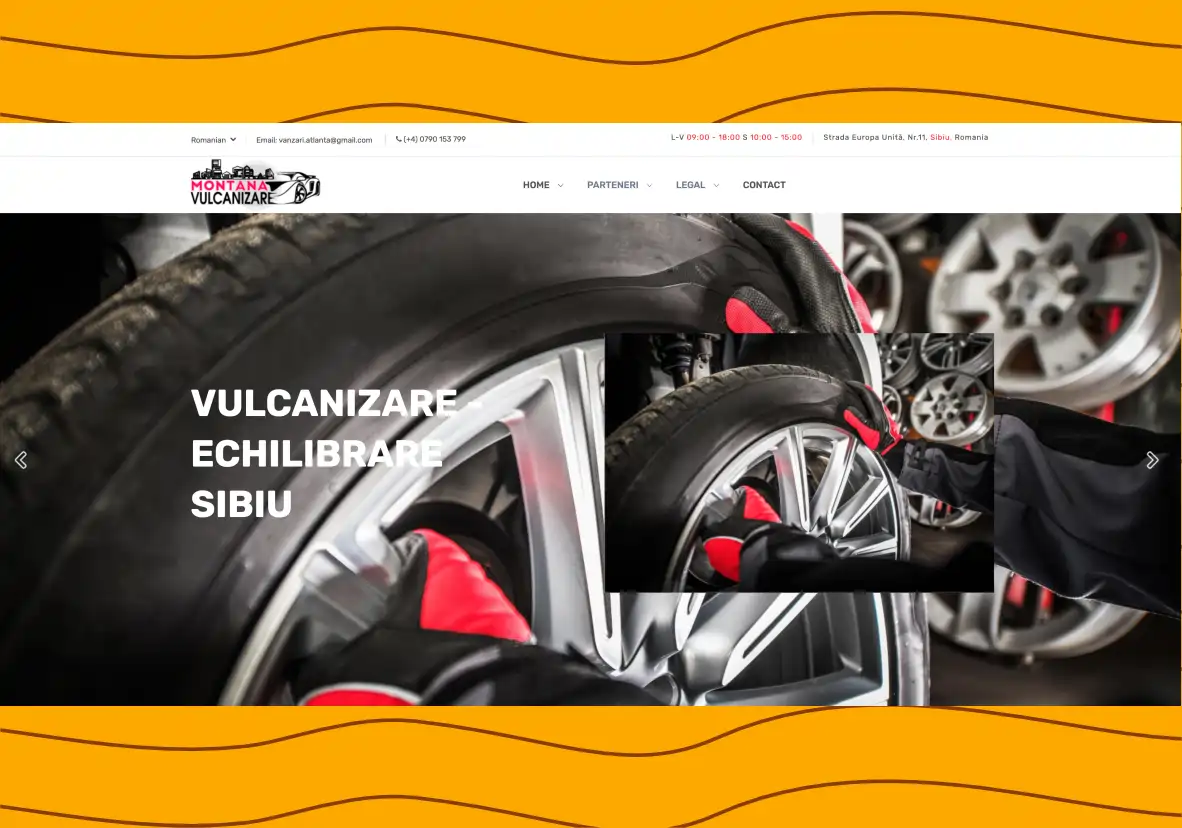 Romanian
Email: vanzari.atlanta@gmail.com
(+4) 0790 153 799
L-V 09:00 - 18:00 S 10:00 - 15:00
Strada Europa Unită, Nr.11, Sibiu, Romania
MONTANA
VULCANIZARE
HOME
PARTENERI
LEGAL
CONTACT
VULCANIZARE -
ECHILIBRARE
SIBIU